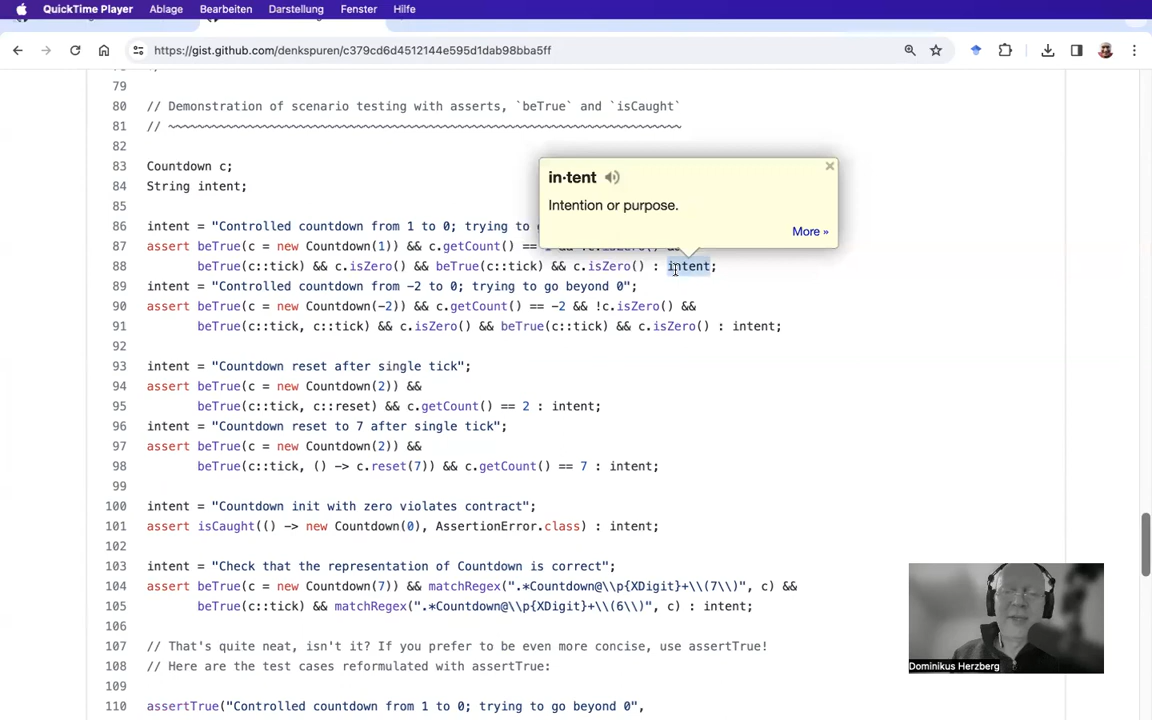 QuickTime Player Ablage Bearbeiten Darstellung Fenster Hilfe
https://gist.github.com/denkspuren/c379cd6d4512144e595d1dab98bba5ff
79
80 // Demonstration of scenario testing with asserts, `beTrue` and `isCaught`
81 // ~~~~~~~~~~~~~~~~~~~~~~~~~~~~~~~~~~~~~~~~~~~~~~~~~~~~~~~~~~~~~~~~~~~~~~~
82
83 Countdown c;
84 String intent;
85
86 intent = "Controlled countdown from 1 to 0; trying to
87 assert beTrue(c = new Countdown(1)) && c.getCount() ==
88 beTrue(c::tick) && c.isZero() && beTrue(c::tick) && c.isZero() : intent;
89 intent = "Controlled countdown from -2 to 0; trying to go beyond 0";
90 assert beTrue(c = new Countdown(-2)) && c.getCount() == -2 && !c.isZero() &&
91 beTrue(c::tick, c::tick) && c.isZero() && beTrue(c::tick) && c.isZero() : intent;
92
93 intent = "Countdown reset after single tick";
94 assert beTrue(c = new Countdown(2)) &&
95 beTrue(c::tick, c::reset) && c.getCount() == 2 : intent;
96 intent = "Countdown reset to 7 after single tick";
97 assert beTrue(c = new Countdown(2)) &&
98 beTrue(c::tick, () -> c.reset(7)) && c.getCount() == 7 : intent;
99
100 intent = "Countdown init with zero violates contract";
101 assert isCaught(() -> new Countdown(0), AssertionError.class) : intent;
102
103 intent = "Check that the representation of Countdown is correct";
104 assert beTrue(c = new Countdown(7)) && matchRegex(".*Countdown@\\p{XDigit}+\\(7\\)", c) &&
105 beTrue(c::tick) && matchRegex(".*Countdown@\\p{XDigit}+\\(6\\)", c) : intent;
106
107 // That's quite neat, isn't it? If you prefer to be even more concise, use assertTrue!
108 // Here are the test cases reformulated with assertTrue:
109
110 assertTrue("Controlled countdown from 1 to 0; trying to go beyond 0",
in·tent
Intention or purpose.
More »
Dominikus Herzberg